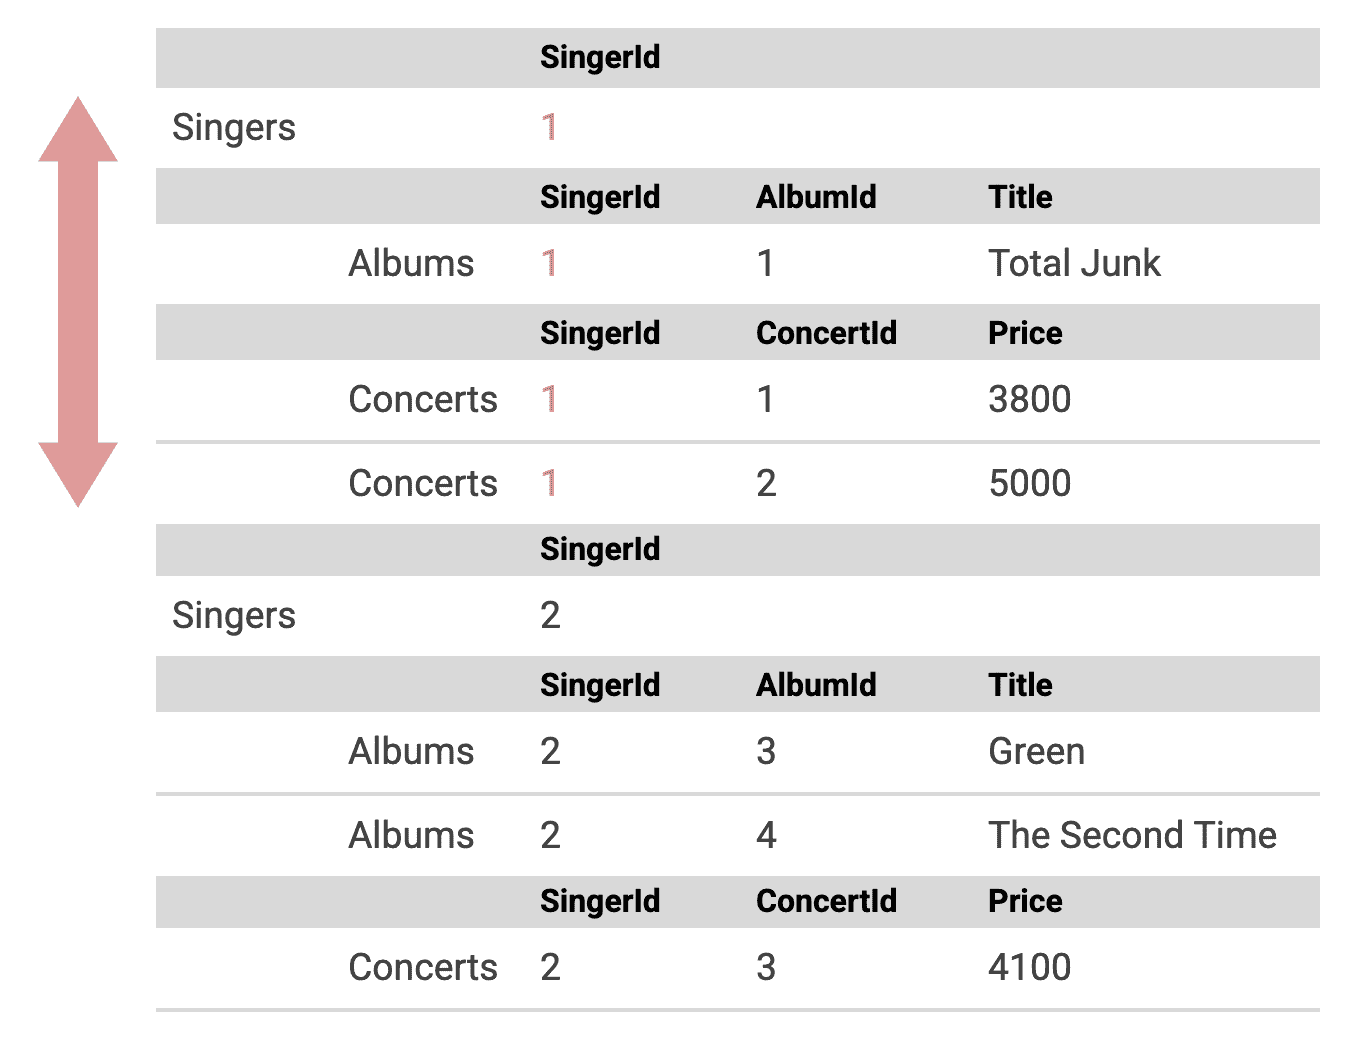 SingerId
Singers 1
SingerId AlbumId Title
Albums 1 1 Total Junk
SingerId ConcertId Price
Concerts 1 1 3800
Concerts 1 2 5000
SingerId
Singers 2
SingerId AlbumId Title
Albums 2 3 Green
Albums 2 4 The Second Time
SingerId ConcertId Price
Concerts 2 3 4100